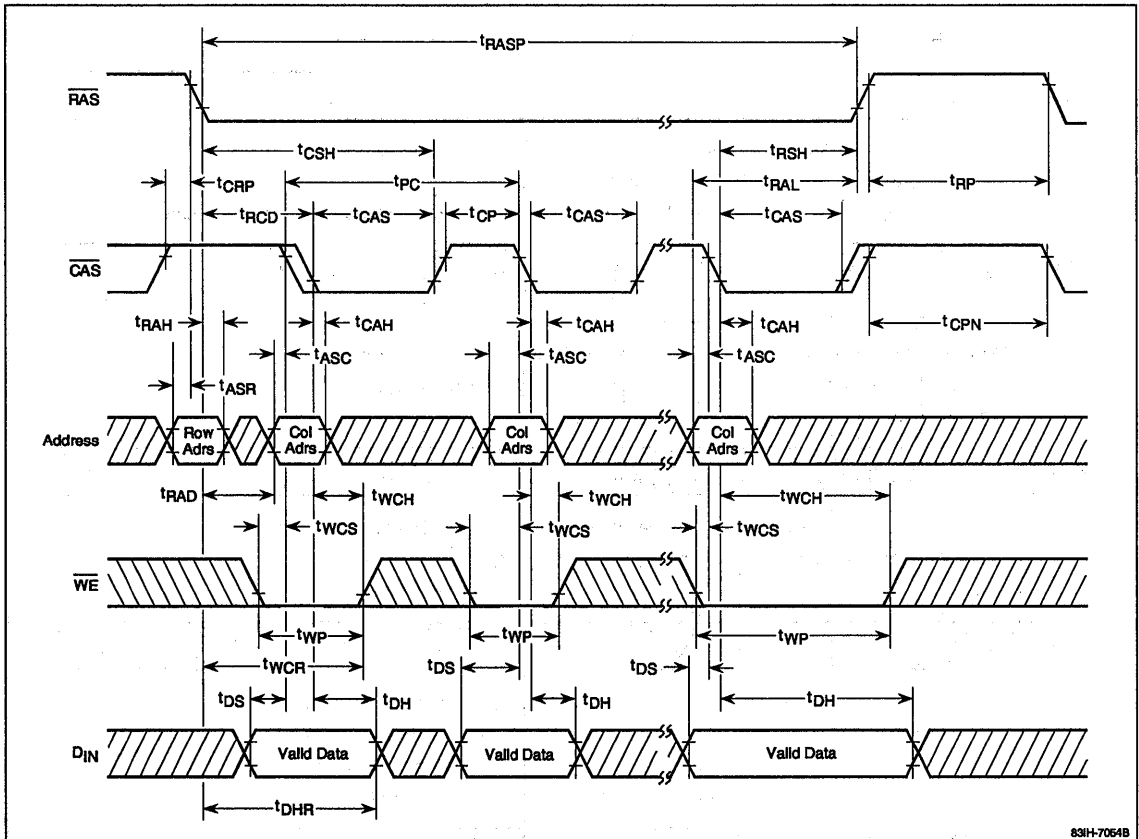 tRASP
RAS
tCSH
tRSH
tCRP
tPC
tRAL
tRP
tRCD
tCAS
tCP
tCAS
tCAS
CAS
tRAH
tCAH
tCAH
tCAH
tCPN
tASC
tASC
tASR
Address
Row Adrs
Col Adrs
Col Adrs
Col Adrs
tRAD
tWCH
tWCH
tWCH
tWCS
tWCS
tWCS
WE
tWP
tWP
tWP
tWCR
tDS
tDS
tDS
tDH
tDH
tDH
DIN
Valid Data
Valid Data
Valid Data
tDHR
83IH-7054B